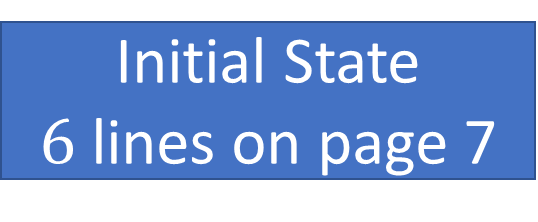 Initial State
6 lines on page 7